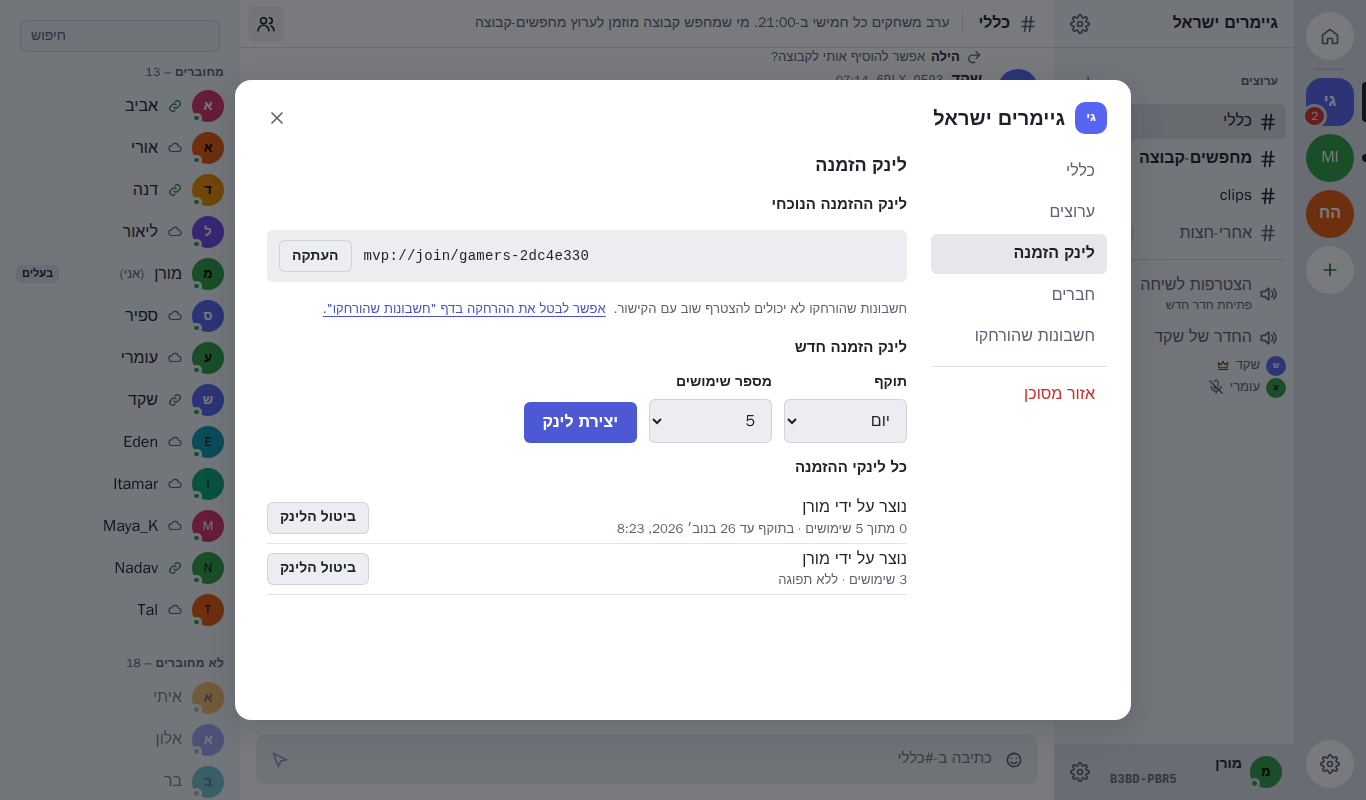 גיימרים ישראל
ערוצים
כללי
מחפשים-קבוצה
clips
אחרי-חצות
הצטרפות לשיחה
פתיחת חדר חדש
החדר של שקד
שקד
עומרי
מורן
B3BD-PBR5
גי
2
MI
הח
כללי
ערב משחקים כל חמישי ב-21:00. מי שמחפש קבוצה מוזמן לערוץ מחפשים-קבוצה
הילה אפשר להוסיף אותי לקבוצה?
גי
גיימרים ישראל
כללי
ערוצים
לינק הזמנה
חברים
חשבונות שהורחקו
אזור מסוכן
לינק הזמנה
לינק ההזמנה הנוכחי
mvp://join/gamers-2dc4e330
העתקה
חשבונות שהורחקו לא יכולים להצטרף שוב עם הקישור. אפשר לבטל את ההרחקה בדף "חשבונות שהורחקו".
לינק הזמנה חדש
תוקף
מספר שימושים
יום
5
יצירת לינק
כל לינקי ההזמנה
נוצר על ידי מורן
0 מתוך 5 שימושים · בתוקף עד 26 בנוב׳ 2026, 8:23
ביטול הלינק
נוצר על ידי מורן
3 שימושים · ללא תפוגה
ביטול הלינק
כתיבה ב-#כללי
חיפוש
מחוברים – 13
א אביב
א אורי
ד דנה
ל ליאור
מ מורן (אני) בעלים
ס ספיר
ע עומרי
ש שקד
E Eden
I Itamar
M Maya_K
N Nadav
T Tal
לא מחוברים – 18
א איתי
א אלון
ב בר